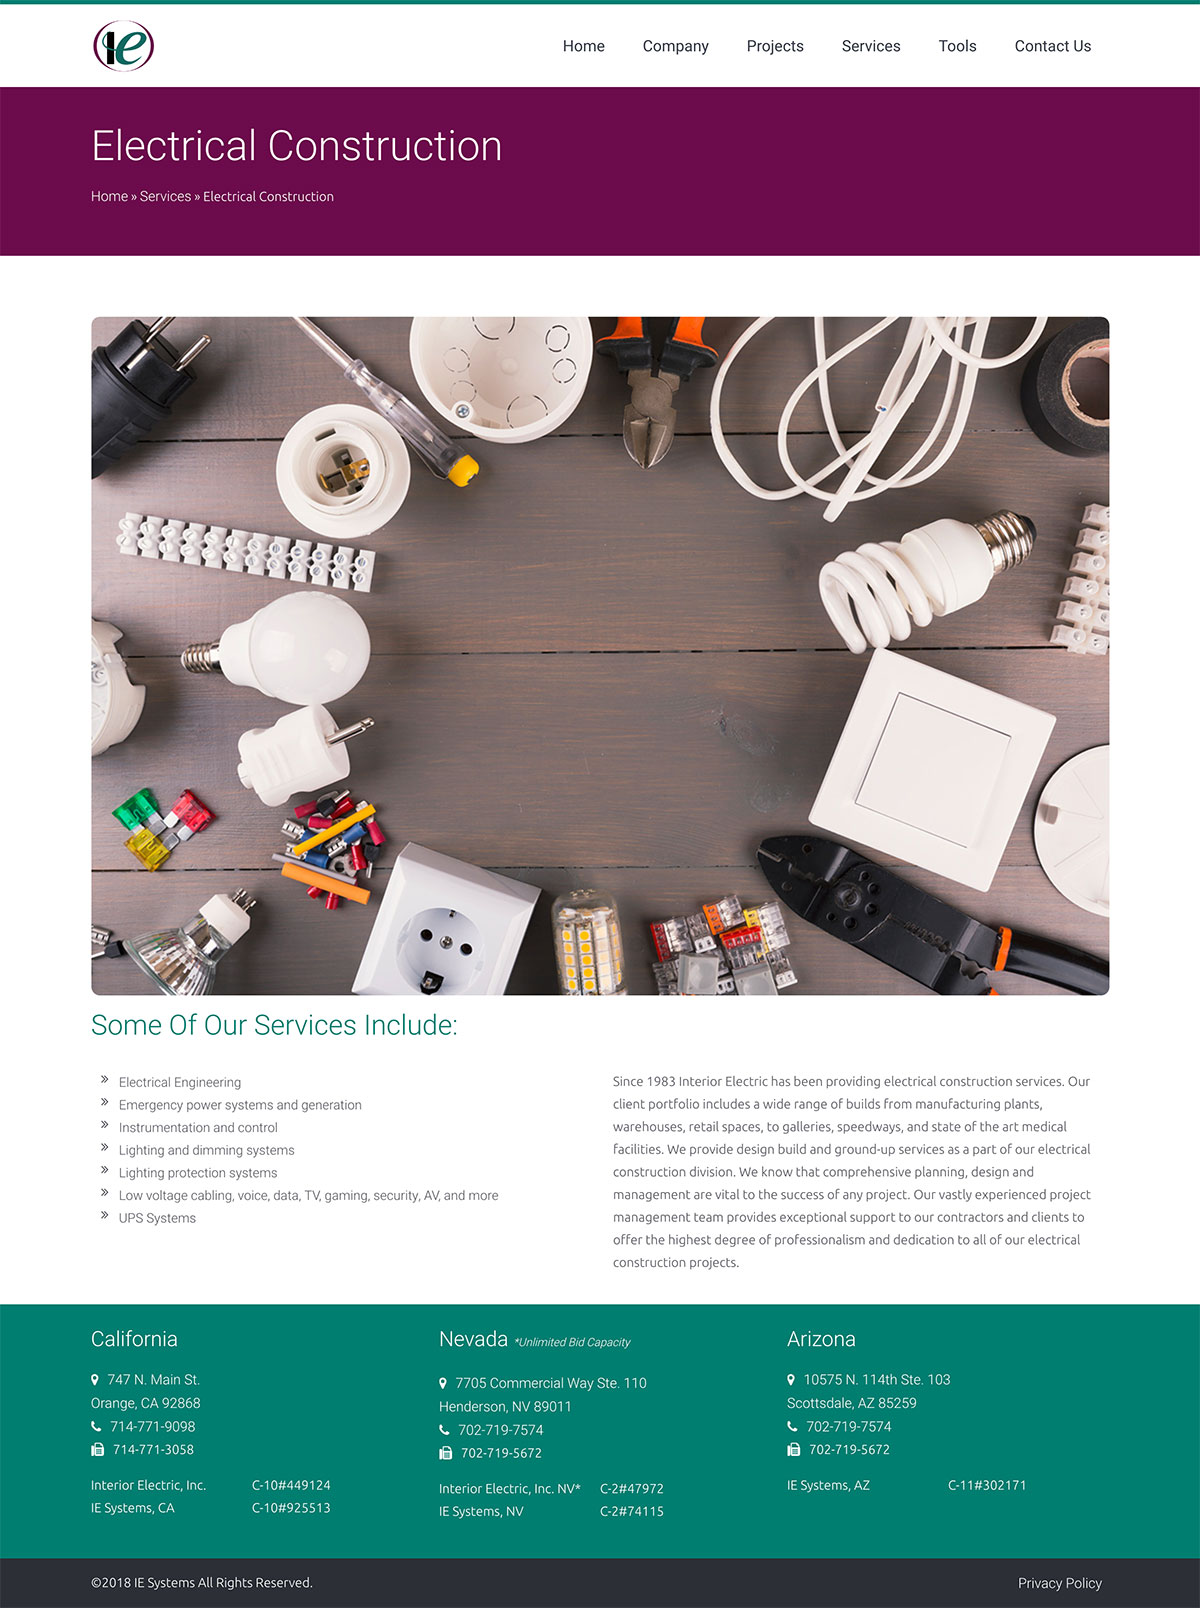 IE
Home Company Projects Services Tools Contact Us
Electrical Construction
Home » Services » Electrical Construction
Some Of Our Services Include:
» Electrical Engineering
» Emergency power systems and generation
» Instrumentation and control
» Lighting and dimming systems
» Lighting protection systems
» Low voltage cabling, voice, data, TV, gaming, security, AV, and more
» UPS Systems
Since 1983 Interior Electric has been providing electrical construction services. Our
client portfolio includes a wide range of builds from manufacturing plants,
warehouses, retail spaces, to galleries, speedways, and state of the art medical
facilities. We provide design build and ground-up services as a part of our electrical
construction division. We know that comprehensive planning, design and
management are vital to the success of any project. Our vastly experienced project
management team provides exceptional support to our contractors and clients to
offer the highest degree of professionalism and dedication to all of our electrical
construction projects.
California
747 N. Main St.
Orange, CA 92868
714-771-9098
714-771-3058
Interior Electric, Inc. C-10#449124
IE Systems, CA C-10#925513
Nevada *Unlimited Bid Capacity
7705 Commercial Way Ste. 110
Henderson, NV 89011
702-719-7574
702-719-5672
Interior Electric, Inc. NV* C-2#47972
IE Systems, NV C-2#74115
Arizona
10575 N. 114th Ste. 103
Scottsdale, AZ 85259
702-719-7574
702-719-5672
IE Systems, AZ C-11#302171
©2018 IE Systems All Rights Reserved.
Privacy Policy